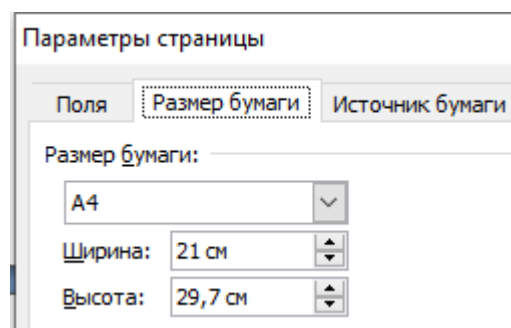 Параметры страницы
Поля Размер бумаги Источник бумаги
Размер бумаги:
A4
Ширина: 21 см
Высота: 29,7 см